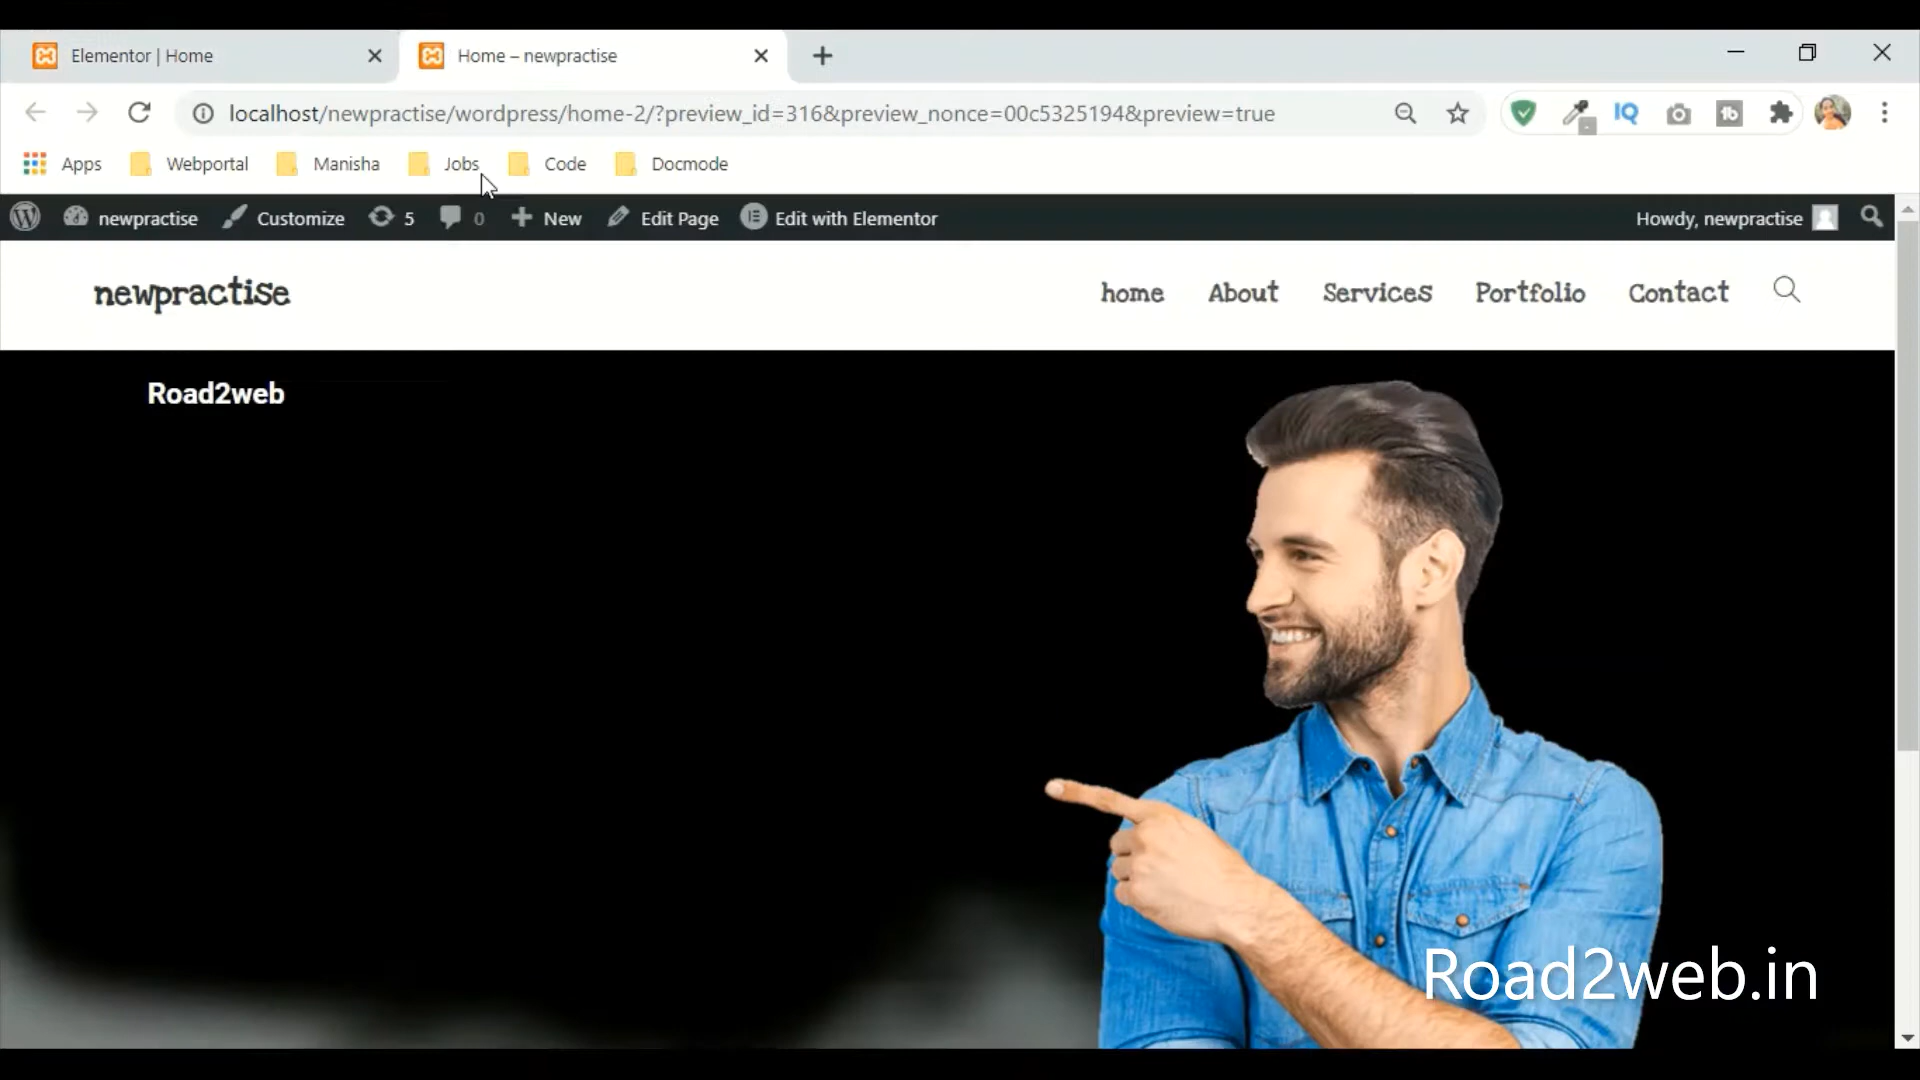 Elementor | Home
Home – newpractise
localhost/newpractise/wordpress/home-2/?preview_id=316&preview_nonce=00c5325194&preview=true
IQ
Apps
Webportal
Manisha
Jobs
Code
Docmode
newpractise
Customize
5
0
New
Edit Page
Edit with Elementor
Howdy, newpractise
newpractise
home
About
Services
Portfolio
Contact
Road2web
Road2web.in